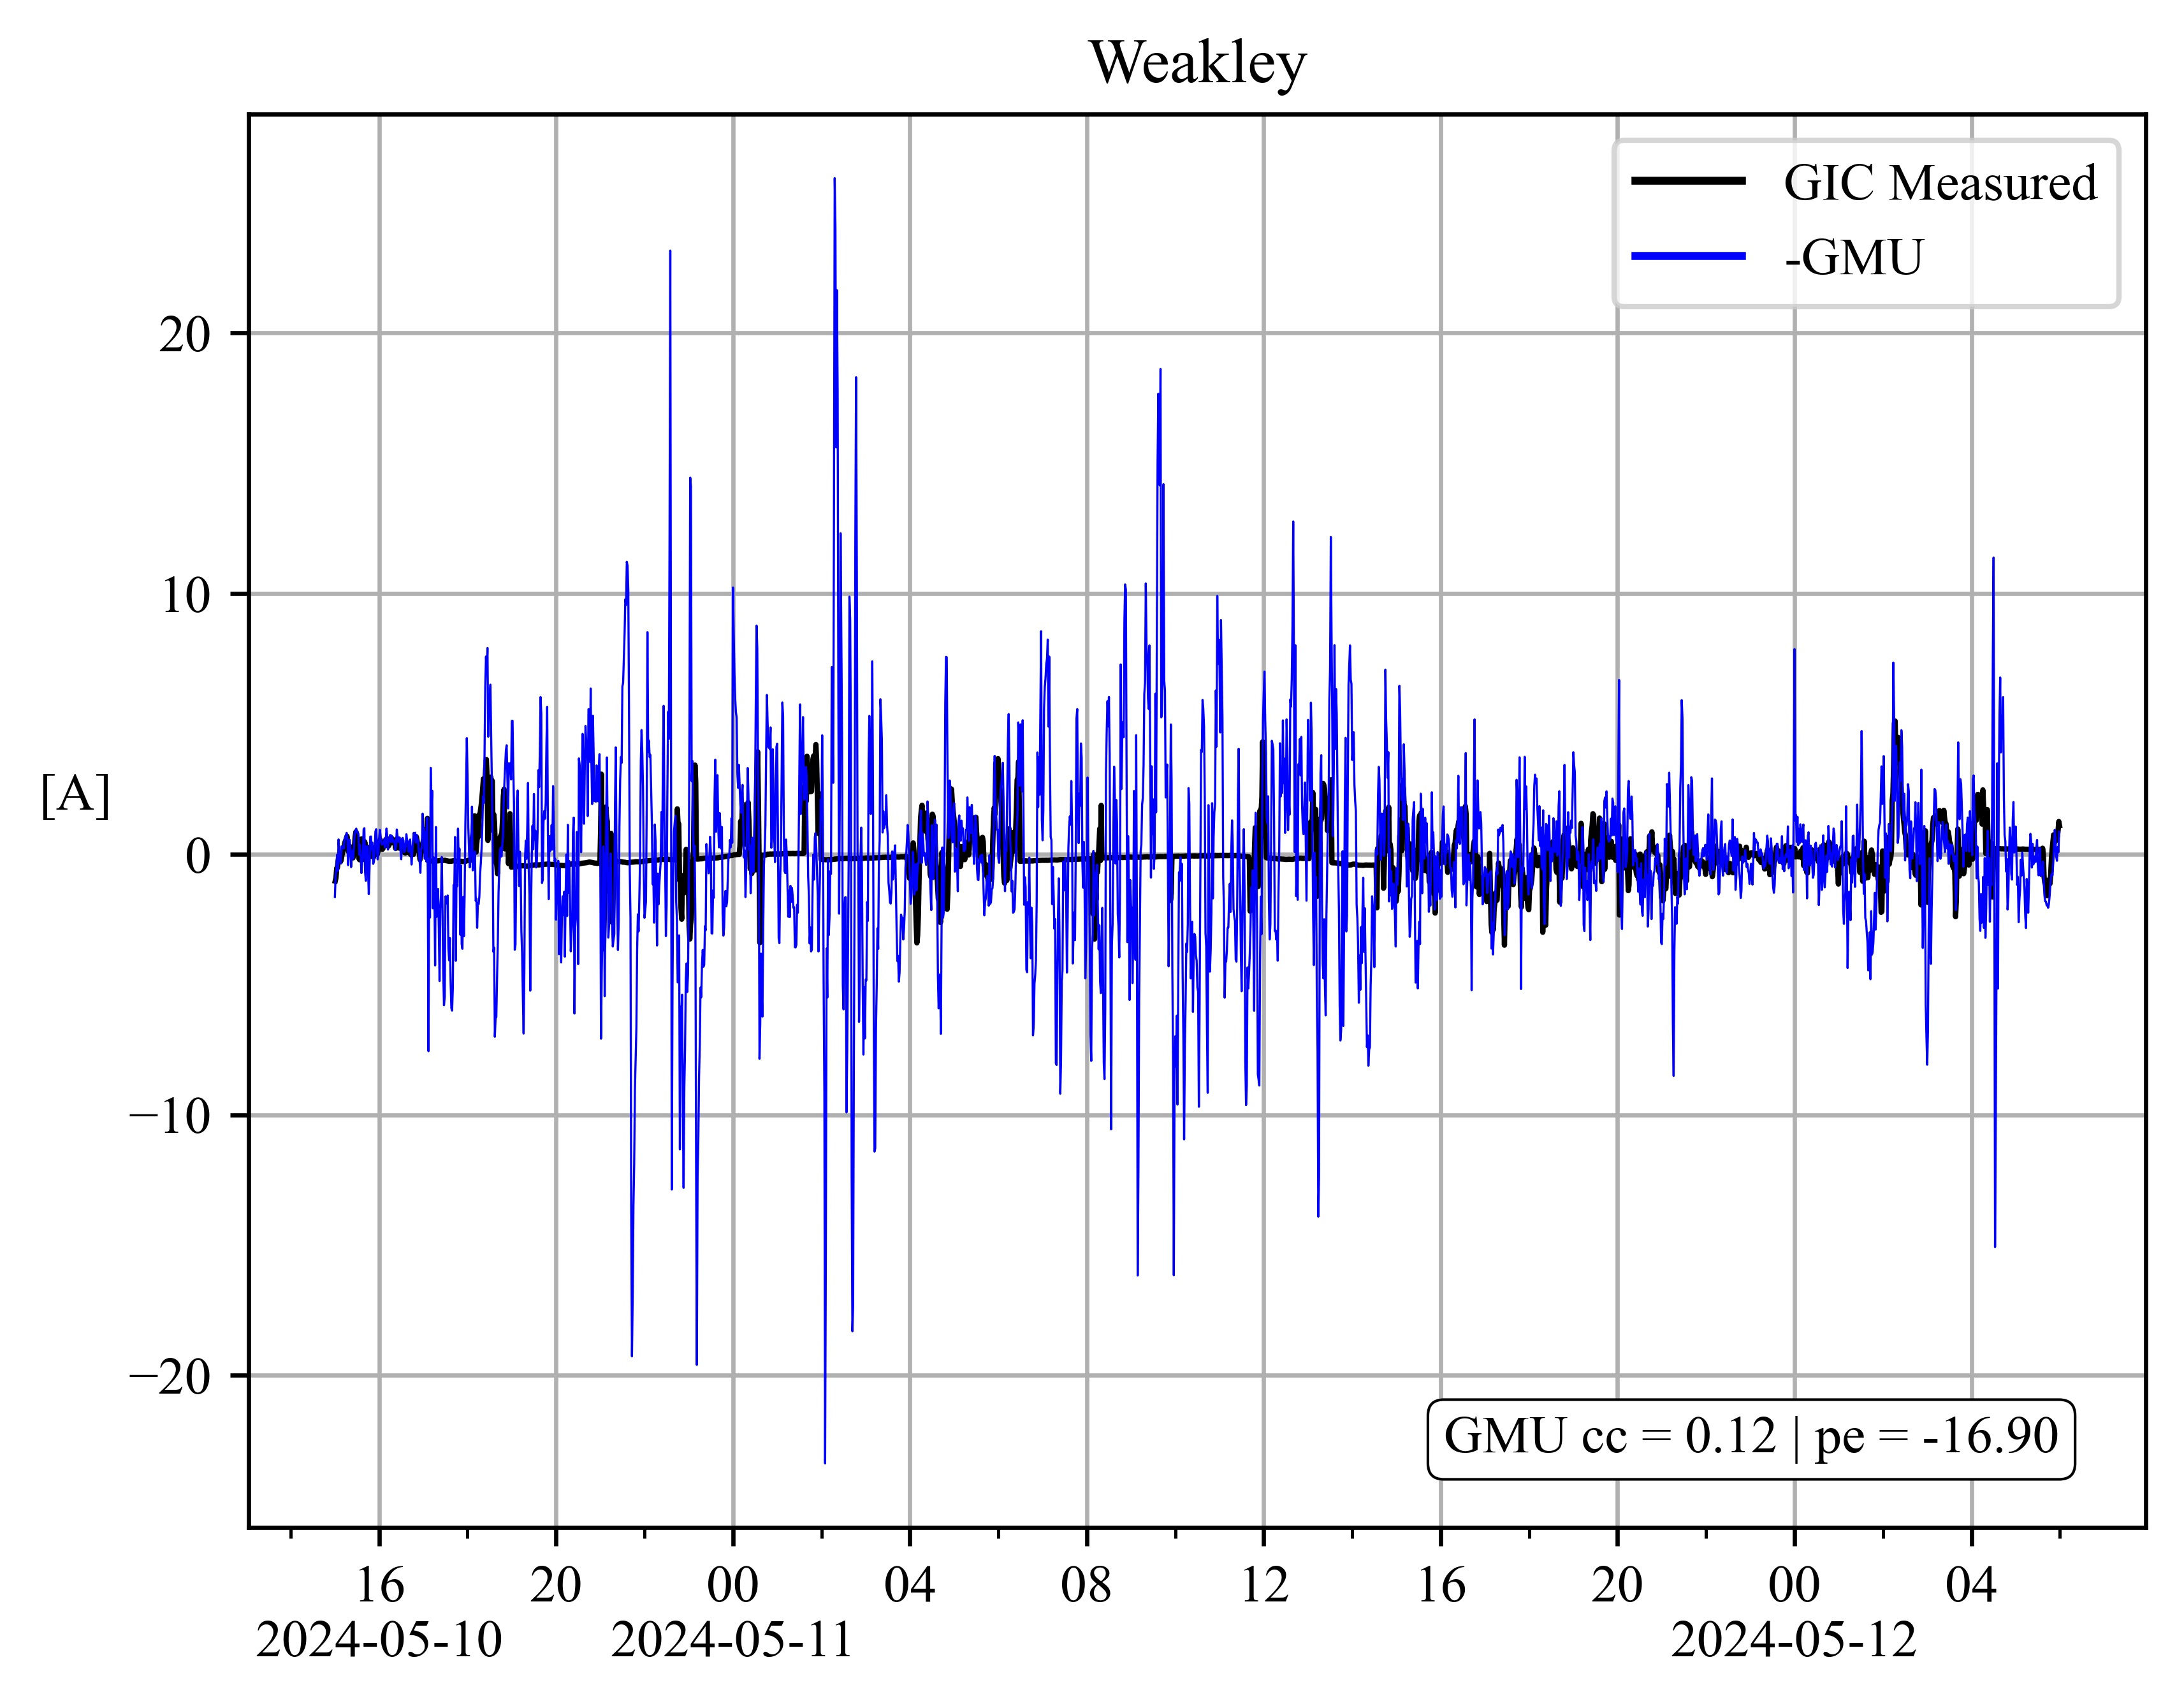 Weakley
GIC Measured
-GMU
20
10
[A]
0
−10
−20
GMU cc = 0.12 | pe = -16.90
16 20 00 04 08 12 16 20 00 04
2024-05-10 2024-05-11 2024-05-12